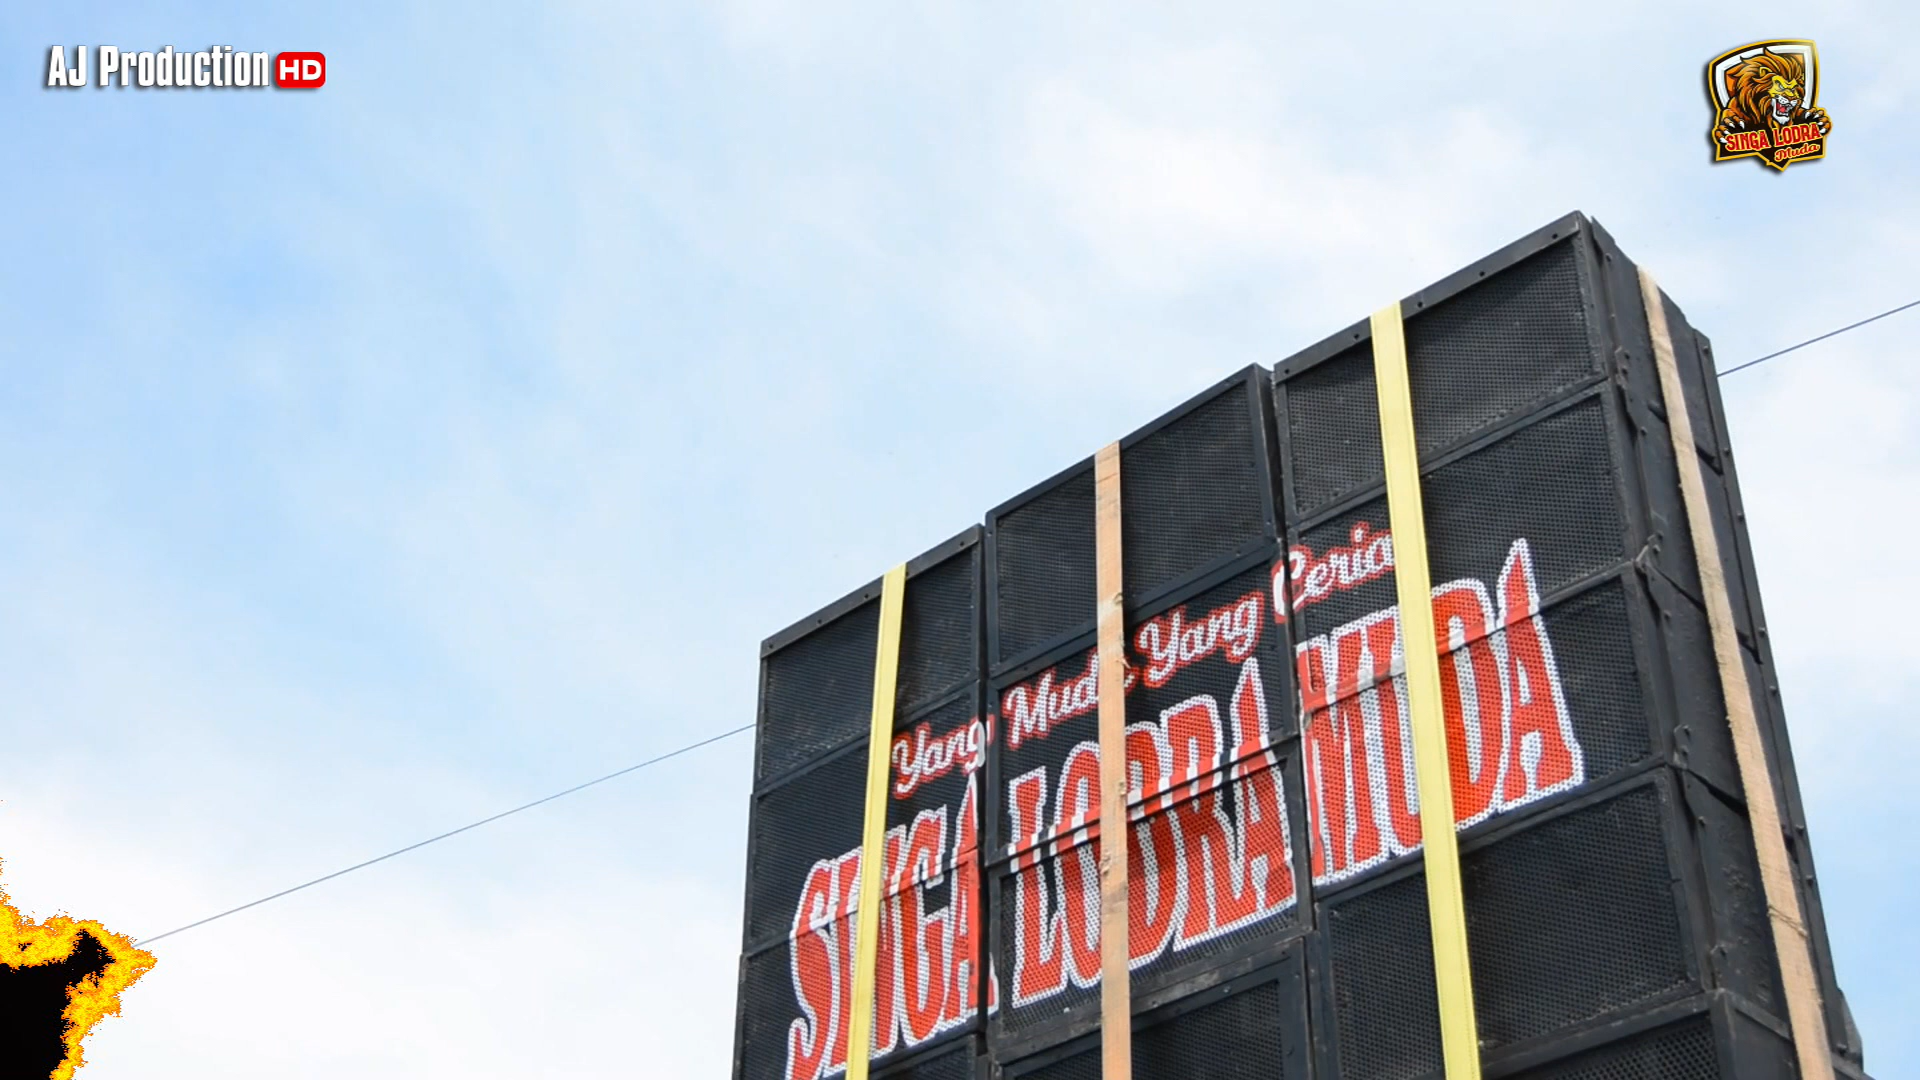 AJ Production HD
SINGA LODRA
Muda
Yang Muda Yang Ceria
SINGA LODRA MUDA